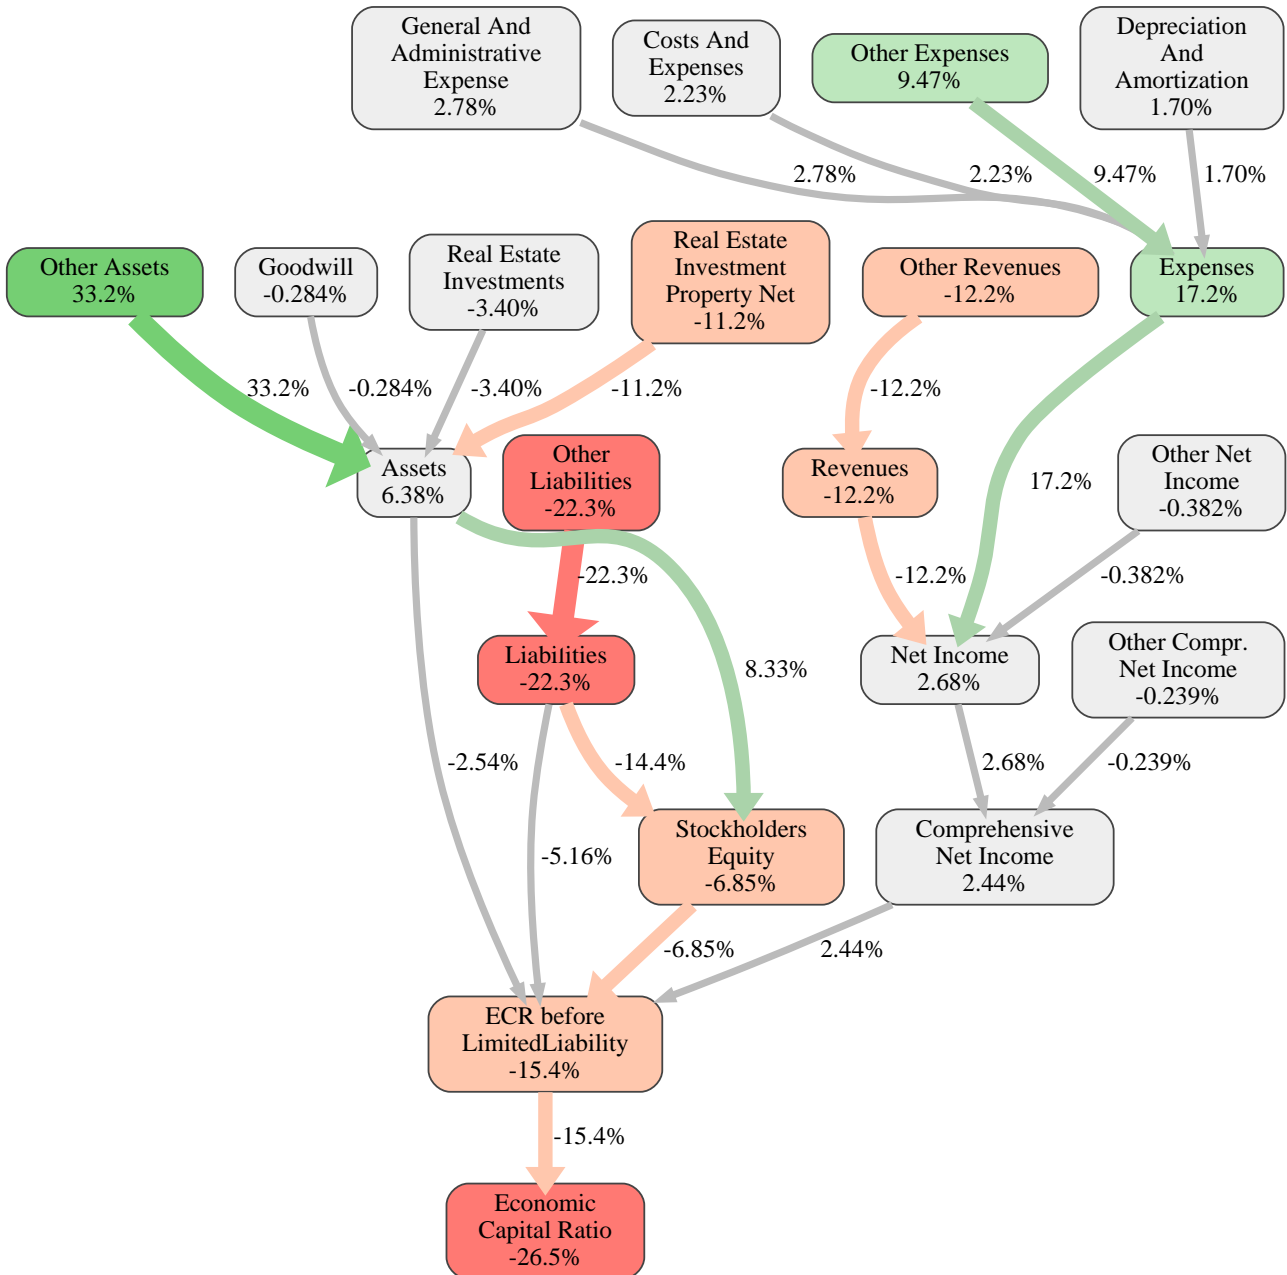 General And
Administrative
Expense
2.78%
Costs And
Expenses
2.23%
Other Expenses
9.47%
Depreciation
And
Amortization
1.70%
2.78%
2.23%
9.47%
1.70%
Other Assets
33.2%
Goodwill
-0.284%
Real Estate
Investments
-3.40%
Real Estate
Investment
Property Net
-11.2%
Other Revenues
-12.2%
Expenses
17.2%
33.2%
-0.284%
-3.40%
-11.2%
-12.2%
17.2%
Assets
6.38%
Other
Liabilities
-22.3%
Revenues
-12.2%
Other Net
Income
-0.382%
-22.3%
-12.2%
-0.382%
Liabilities
-22.3%
8.33%
Net Income
2.68%
Other Compr.
Net Income
-0.239%
-2.54%
-14.4%
2.68%
-0.239%
-5.16%
Stockholders
Equity
-6.85%
Comprehensive
Net Income
2.44%
-6.85%
2.44%
ECR before
LimitedLiability
-15.4%
-15.4%
Economic
Capital Ratio
-26.5%